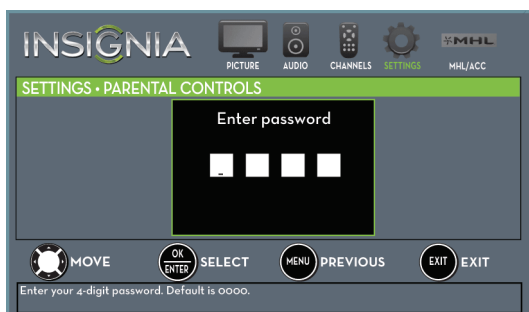 INSIGNIA
PICTURE AUDIO CHANNELS SETTINGS MHL MHL/ACC
SETTINGS • PARENTAL CONTROLS
Enter password
_
MOVE OK ENTER SELECT MENU PREVIOUS EXIT EXIT
Enter your 4-digit password. Default is 0000.